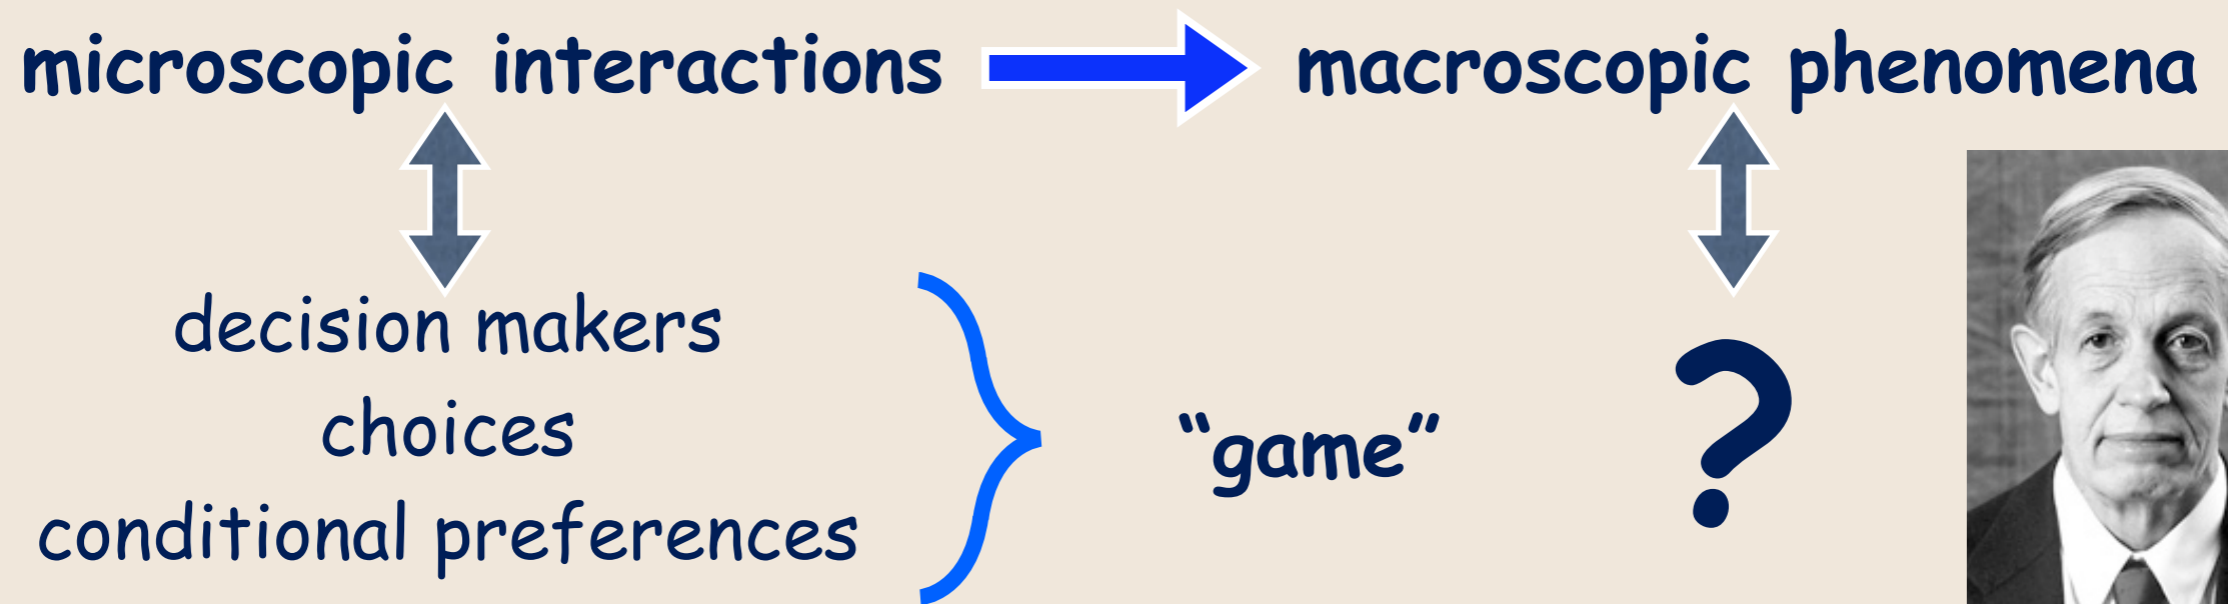 microscopic interactions macroscopic phenomena
decision makers
choices
“game” ?
conditional preferences